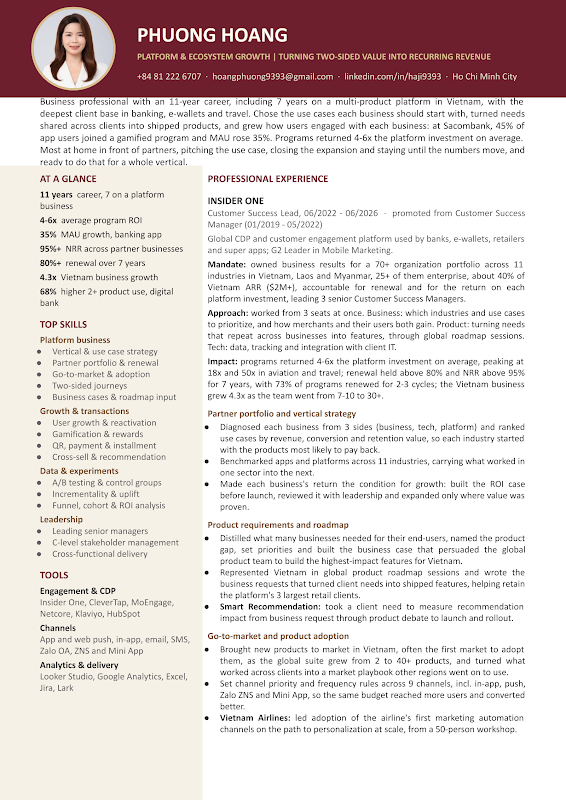 PHUONG HOANG
PLATFORM & ECOSYSTEM GROWTH | TURNING TWO-SIDED VALUE INTO RECURRING REVENUE
+84 81 222 6707 · hoangphuong9393@gmail.com · linkedin.com/in/haji9393 · Ho Chi Minh City
Business professional with an 11-year career, including 7 years on a multi-product platform in Vietnam, with the
deepest client base in banking, e-wallets and travel. Chose the use cases each business should start with, turned needs
shared across clients into shipped products, and grew how users engaged with each business: at Sacombank, 45% of
app users joined a gamified program and MAU rose 35%. Programs returned 4-6x the platform investment on average.
Most at home in front of partners, pitching the use case, closing the expansion and staying until the numbers move, and
ready to do that for a whole vertical.
AT A GLANCE
11 years career, 7 on a platform
business
4-6x average program ROI
35% MAU growth, banking app
95%+ NRR across partner businesses
80%+ renewal over 7 years
4.3x Vietnam business growth
68% higher 2+ product use, digital
bank
TOP SKILLS
Platform business
● Vertical & use case strategy
● Partner portfolio & renewal
● Go-to-market & adoption
● Two-sided journeys
● Business cases & roadmap input
Growth & transactions
● User growth & reactivation
● Gamification & rewards
● QR, payment & installment
● Cross-sell & recommendation
Data & experiments
● A/B testing & control groups
● Incrementality & uplift
● Funnel, cohort & ROI analysis
Leadership
● Leading senior managers
● C-level stakeholder management
● Cross-functional delivery
TOOLS
Engagement & CDP
Insider One, CleverTap, MoEngage,
Netcore, Klaviyo, HubSpot
Channels
App and web push, in-app, email, SMS,
Zalo OA, ZNS and Mini App
Analytics & delivery
Looker Studio, Google Analytics, Excel,
Jira, Lark
PROFESSIONAL EXPERIENCE
INSIDER ONE
Customer Success Lead, 06/2022 - 06/2026 · promoted from Customer Success
Manager (01/2019 - 05/2022)
Global CDP and customer engagement platform used by banks, e-wallets, retailers
and super apps; G2 Leader in Mobile Marketing.
Mandate: owned business results for a 70+ organization portfolio across 11
industries in Vietnam, Laos and Myanmar, 25+ of them enterprise, about 40% of
Vietnam ARR ($2M+), accountable for renewal and for the return on each
platform investment, leading 3 senior Customer Success Managers.
Approach: worked from 3 seats at once. Business: which industries and use cases
to prioritize, and how merchants and their users both gain. Product: turning needs
that repeat across businesses into features, through global roadmap sessions.
Tech: data, tracking and integration with client IT.
Impact: programs returned 4-6x the platform investment on average, peaking at
18x and 50x in aviation and travel; renewal held above 80% and NRR above 95%
for 7 years, with 73% of programs renewed for 2-3 cycles; the Vietnam business
grew 4.3x as the team went from 7-10 to 30+.
Partner portfolio and vertical strategy
● Diagnosed each business from 3 sides (business, tech, platform) and ranked
use cases by revenue, conversion and retention value, so each industry started
with the products most likely to pay back.
● Benchmarked apps and platforms across 11 industries, carrying what worked in
one sector into the next.
● Made each business's return the condition for growth: built the ROI case
before launch, reviewed it with leadership and expanded only where value was
proven.
Product requirements and roadmap
● Distilled what many businesses needed for their end-users, named the product
gap, set priorities and built the business case that persuaded the global
product team to build the highest-impact features for Vietnam.
● Represented Vietnam in global product roadmap sessions and wrote the
business requests that turned client needs into shipped features, helping retain
the platform's 3 largest retail clients.
● Smart Recommendation: took a client need to measure recommendation
impact from business request through product debate to launch and rollout.
Go-to-market and product adoption
● Brought new products to market in Vietnam, often the first market to adopt
them, as the global suite grew from 2 to 40+ products, and turned what
worked across clients into a market playbook other regions went on to use.
● Set channel priority and frequency rules across 9 channels, incl. in-app, push,
Zalo ZNS and Mini App, so the same budget reached more users and converted
better.
● Vietnam Airlines: led adoption of the airline's first marketing automation
channels on the path to personalization at scale, from a 50-person workshop.